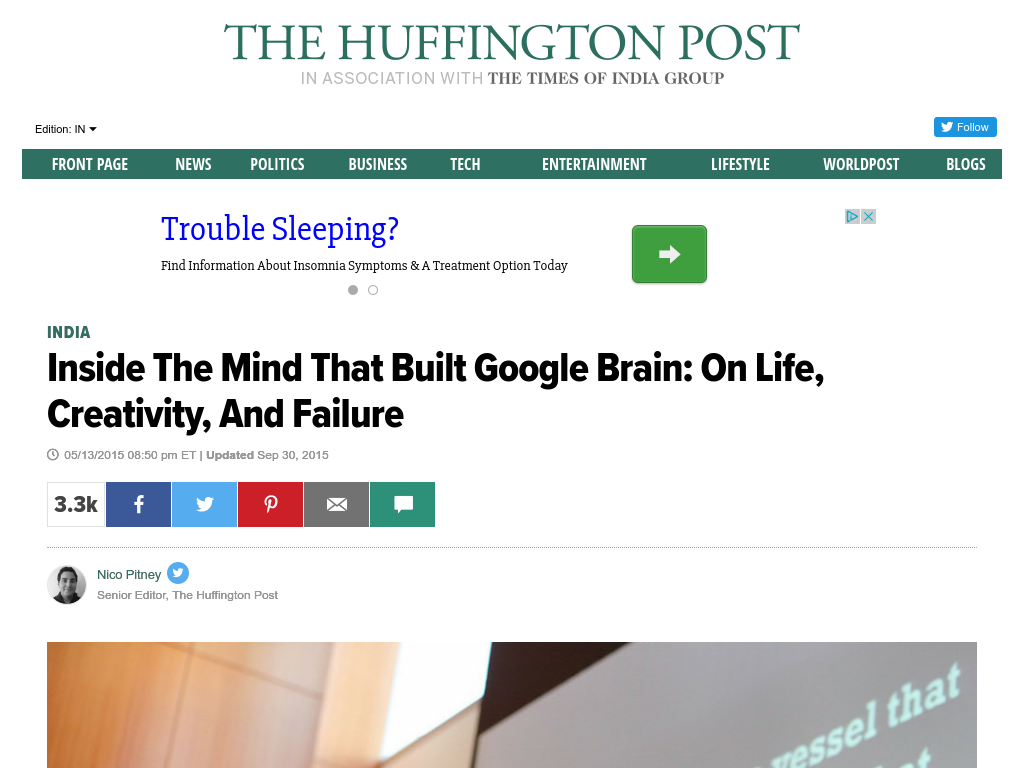 THE HUFFINGTON POST
IN ASSOCIATION WITH THE TIMES OF INDIA GROUP
Edition: IN
Follow
FRONT PAGE NEWS POLITICS BUSINESS TECH ENTERTAINMENT LIFESTYLE WORLDPOST BLOGS
Trouble Sleeping?
Find Information About Insomnia Symptoms & A Treatment Option Today
INDIA
Inside The Mind That Built Google Brain: On Life,
Creativity, And Failure
05/13/2015 08:50 pm ET | Updated Sep 30, 2015
3.3k
Nico Pitney
Senior Editor, The Huffington Post
vessel that